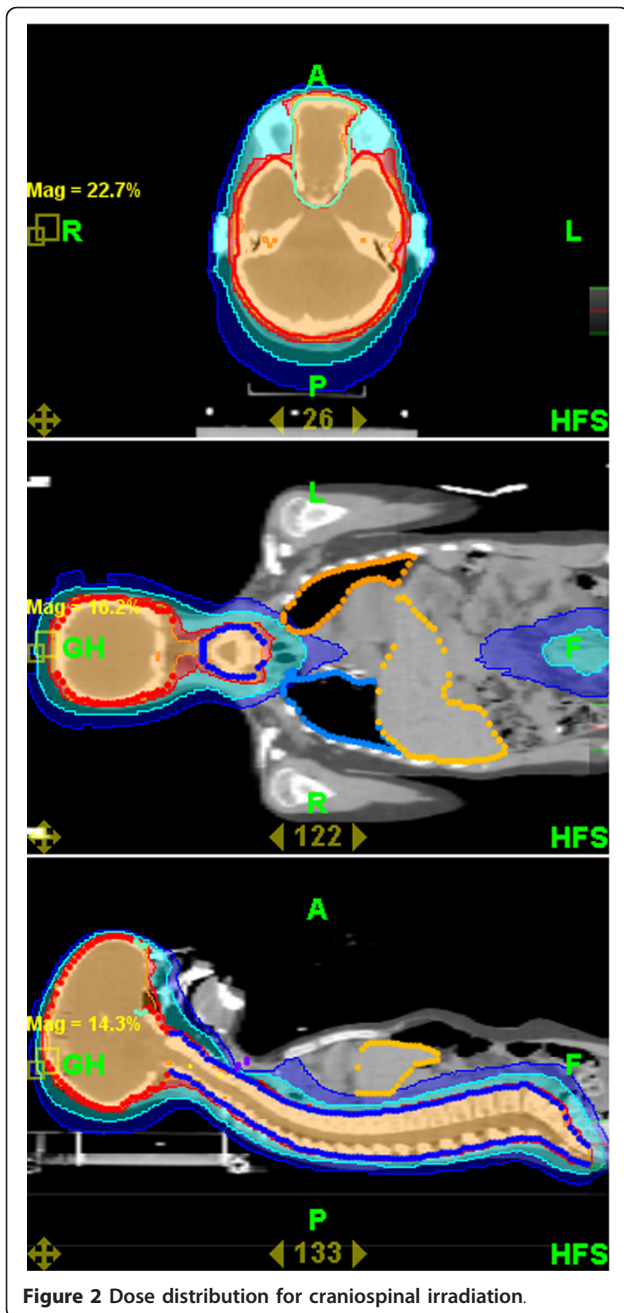 A
Mag = 22.7%
R
L
P
26
HFS
L
Mag = 16.2%
GH
F
R
122
HFS
A
Mag = 14.3%
GH
F
P
133
HFS
Figure 2 Dose distribution for craniospinal irradiation.